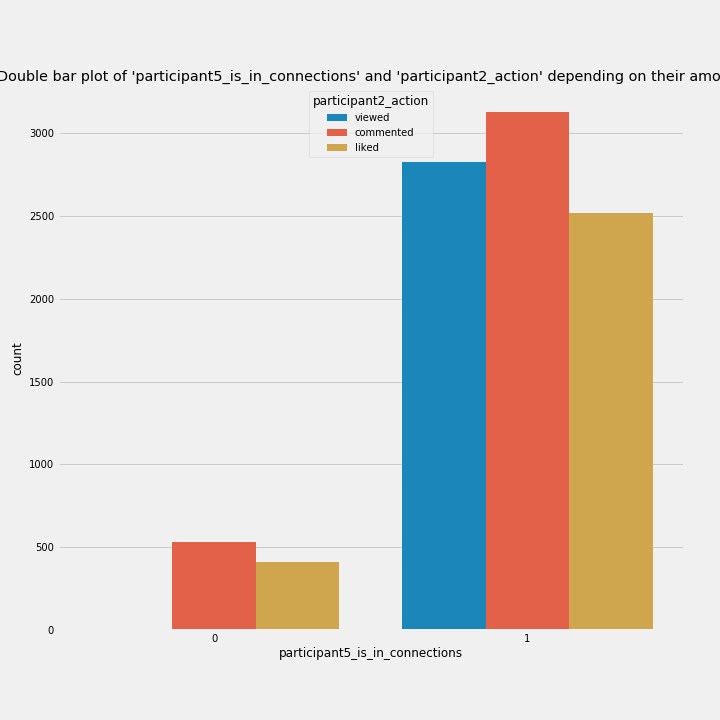 Double bar plot of 'participant5_is_in_connections' and 'participant2_action' depending on their amo
participant2_action
viewed
commented
liked
3000
2500
2000
1500
1000
500
0
count
0 1
participant5_is_in_connections